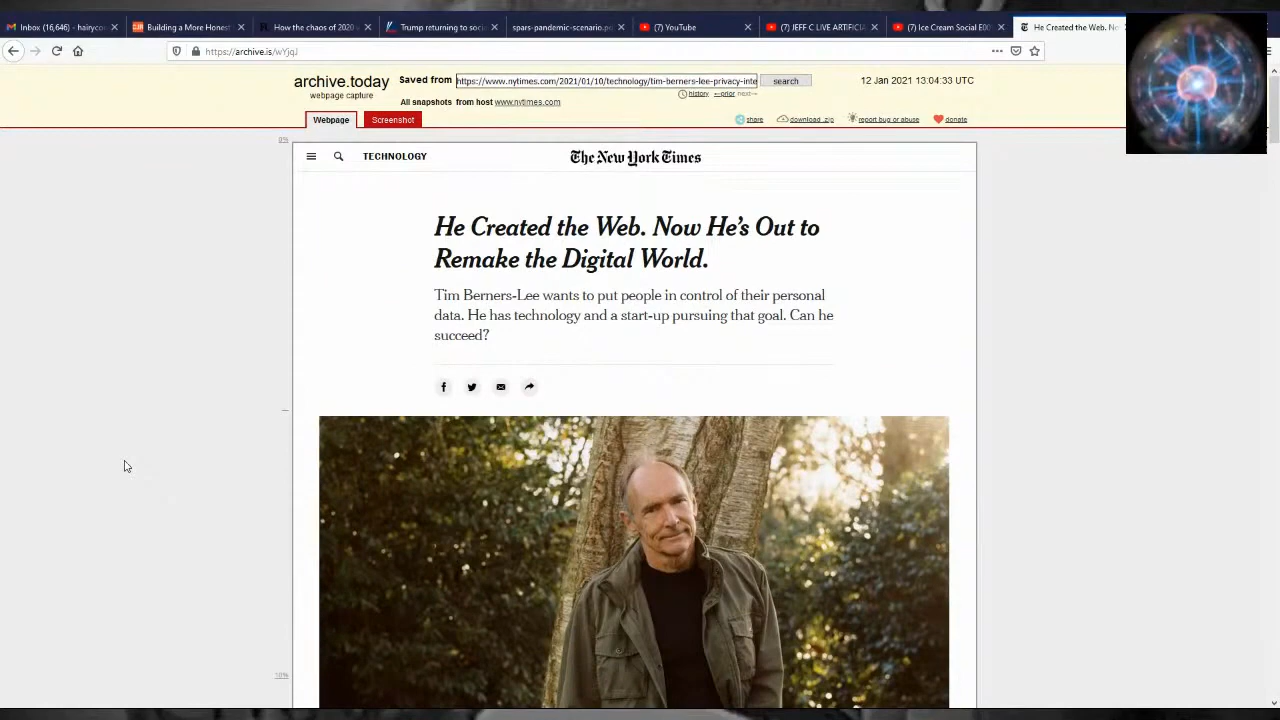 Inbox (16,646)
Building a More Honest
How the chaos of 2020
Trump returning to soci
spars-pandemic-scenario.p
(7) YouTube
(7) JEFF C LIVE ARTIFICIA
(7) Ice Cream Social E0
He Created the Web. No
https://archive.is/wYjqJ
archive.today
webpage capture
Saved from
https://www.nytimes.com/2021/01/10/technology/tim-berners-lee-privacy-inte
search
12 Jan 2021 13:04:33 UTC
history ←prior next→
All snapshots from host www.nytimes.com
Webpage
Screenshot
share
download .zip
report bug or abuse
donate
0%
TECHNOLOGY
The New York Times
He Created the Web. Now He's Out to
Remake the Digital World.
Tim Berners-Lee wants to put people in control of their personal
data. He has technology and a start-up pursuing that goal. Can he
succeed?
10%